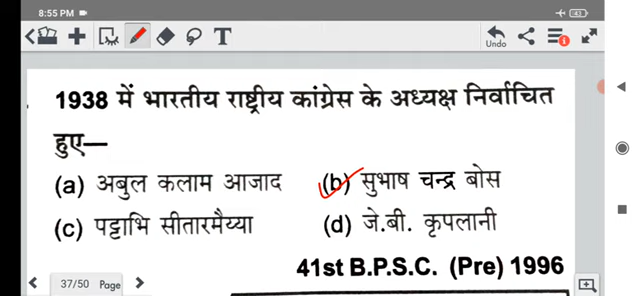 8:55 PM
43
T
Undo
1938 में भारतीय राष्ट्रीय कांग्रेस के अध्यक्ष निर्वाचित
हुए—
(a) अबुल कलाम आजाद (b) सुभाष चन्द्र बोस
(c) पट्टाभि सीतारमैय्या (d) जे.बी. कृपलानी
41st B.P.S.C. (Pre) 1996
37/50 Page